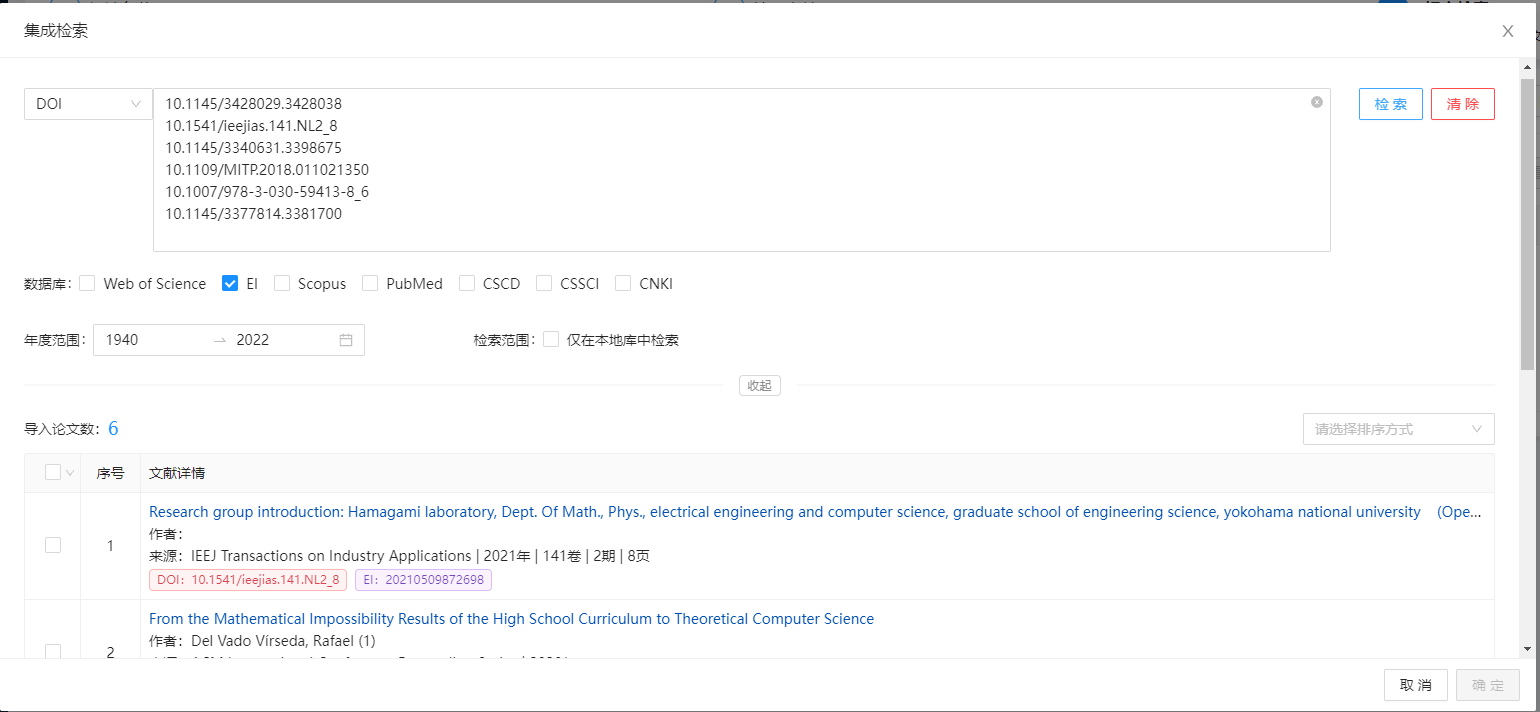 集成检索
DOI
10.1145/3428029.3428038
10.1541/ieejias.141.NL2_8
10.1145/3340631.3398675
10.1109/MITP.2018.011021350
10.1007/978-3-030-59413-8_6
10.1145/3377814.3381700
检 索
清 除
数据库： Web of Science EI Scopus PubMed CSCD CSSCI CNKI
年度范围： 1940 → 2022 检索范围： 仅在本地库中检索
收起
导入论文数： 6
请选择排序方式
序号 文献详情
1
Research group introduction: Hamagami laboratory, Dept. Of Math., Phys., electrical engineering and computer science, graduate school of engineering science, yokohama national university (Ope...
作者：
来源：IEEJ Transactions on Industry Applications | 2021年 | 141卷 | 2期 | 8页
DOI：10.1541/ieejias.141.NL2_8 EI：20210509872698
2
From the Mathematical Impossibility Results of the High School Curriculum to Theoretical Computer Science
作者：Del Vado Vírseda, Rafael (1)
取 消
确 定